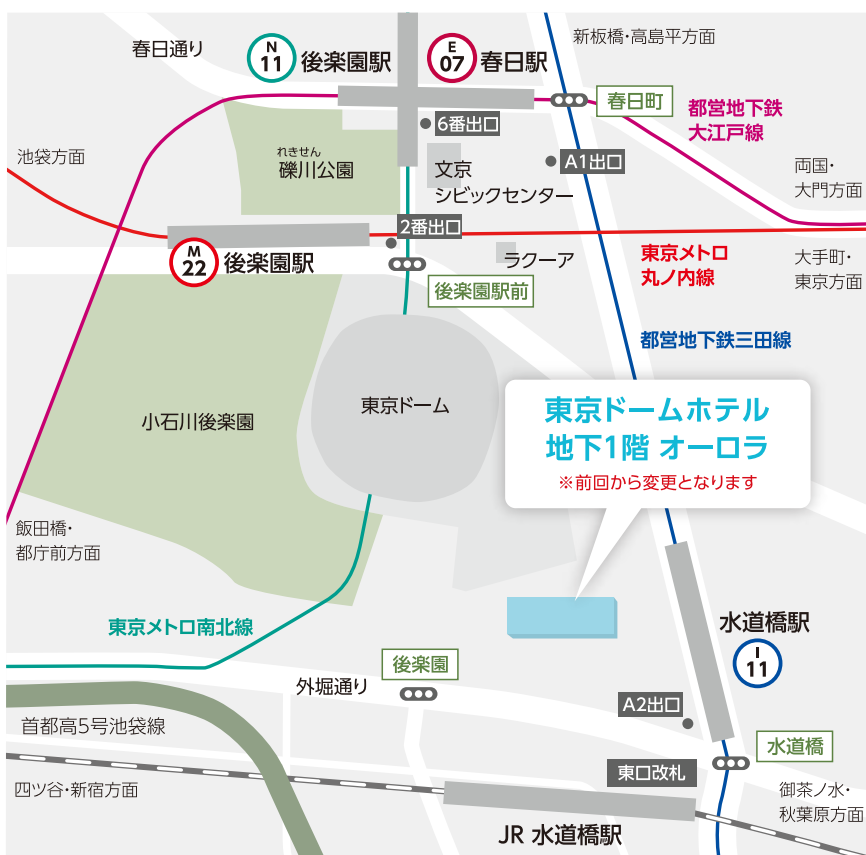 春日通り
N
11
後楽園駅
E
07
春日駅
新板橋・高島平方面
春日町
都営地下鉄
大江戸線
6番出口
池袋方面
れきせん
礫川公園
文京
シビックセンター
A1出口
両国・
大門方面
2番出口
M
22
後楽園駅
ラクーア
東京メトロ
丸ノ内線
大手町・
東京方面
後楽園駅前
都営地下鉄三田線
東京ドーム
小石川後楽園
東京ドームホテル
地下1階 オーロラ
※前回から変更となります
飯田橋・
都庁前方面
東京メトロ南北線
水道橋駅
I
11
後楽園
外堀通り
A2出口
首都高5号池袋線
水道橋
東口改札
四ツ谷・新宿方面
御茶ノ水・
秋葉原方面
JR 水道橋駅